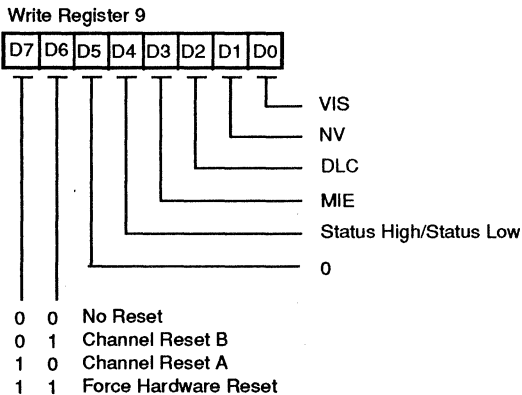 Write Register 9
D7 D6 D5 D4 D3 D2 D1 D0
VIS
NV
DLC
MIE
Status High/Status Low
0
0 0 No Reset
0 1 Channel Reset B
1 0 Channel Reset A
1 1 Force Hardware Reset